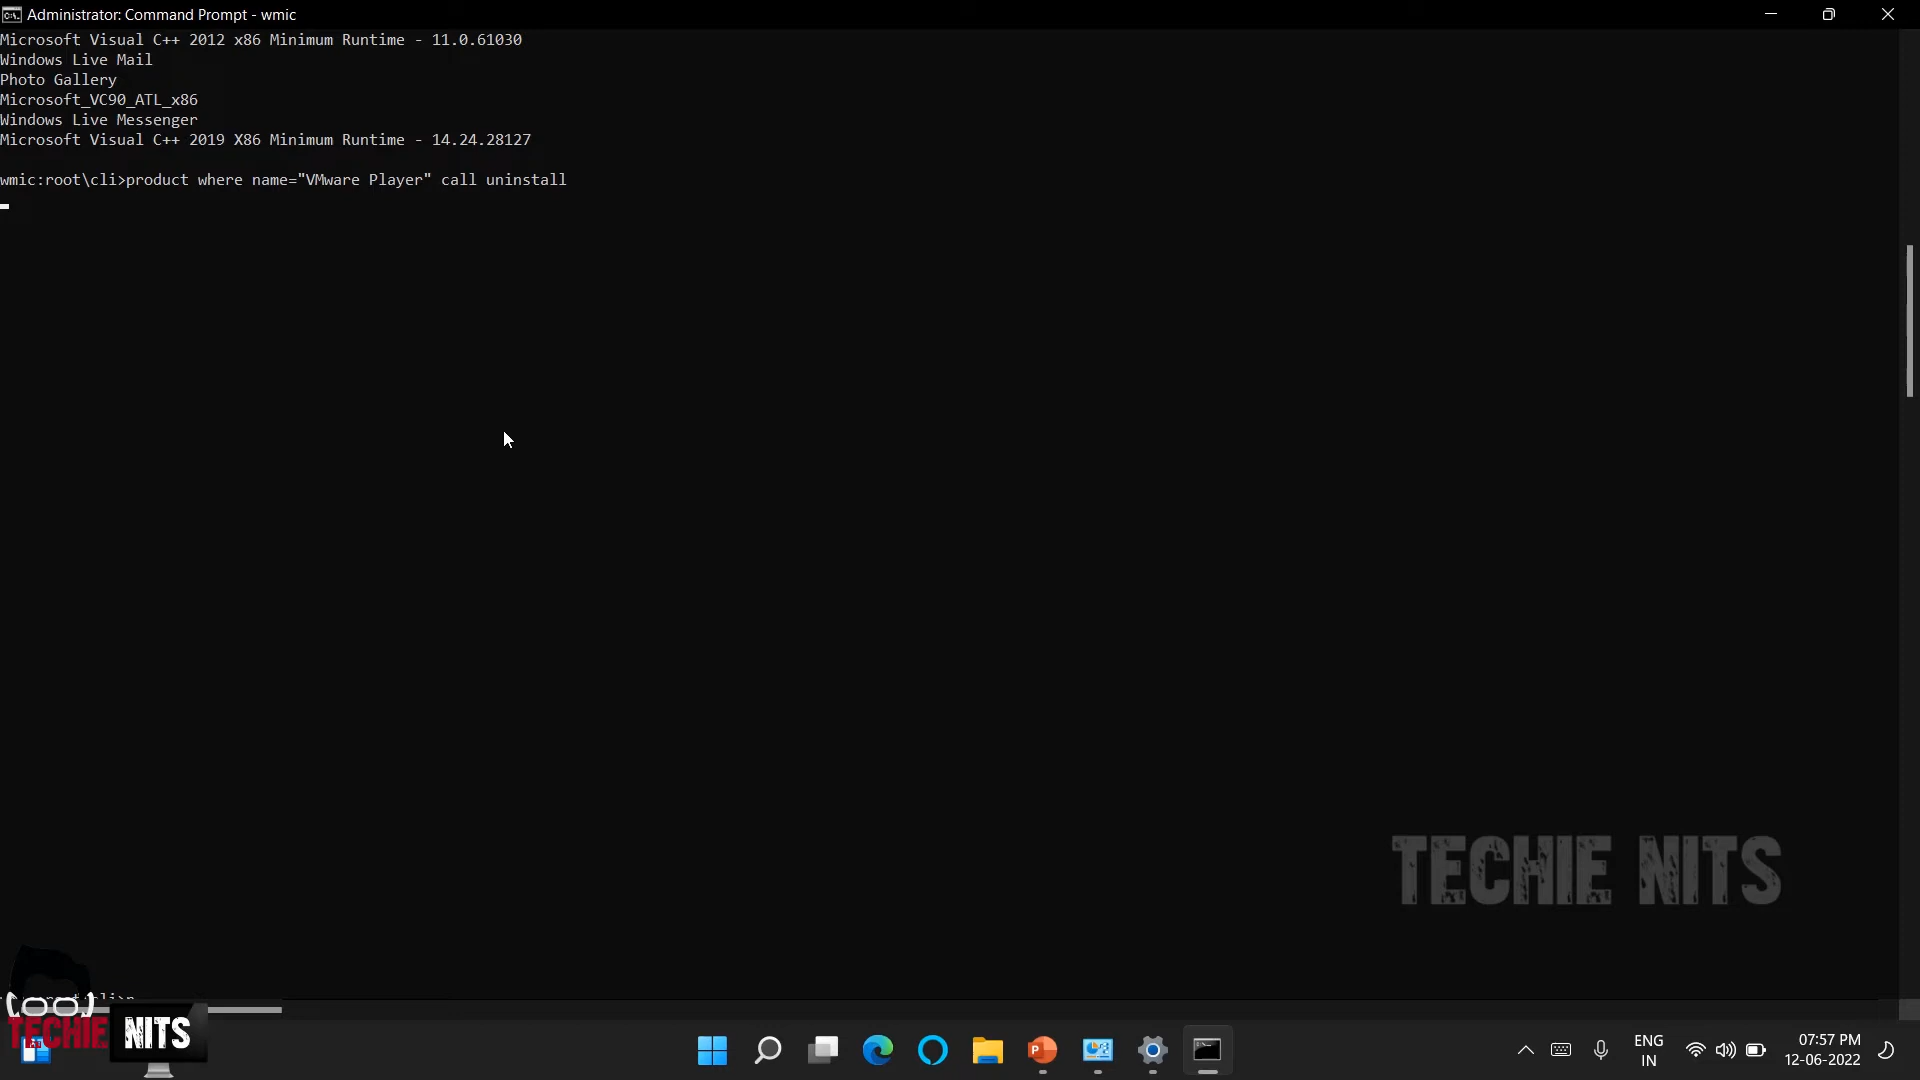 Administrator: Command Prompt - wmic
Microsoft Visual C++ 2012 x86 Minimum Runtime - 11.0.61030
Windows Live Mail
Photo Gallery
Microsoft_VC90_ATL_x86
Windows Live Messenger
Microsoft Visual C++ 2019 X86 Minimum Runtime - 14.24.28127
wmic:root\cli>product where name="VMware Player" call uninstall
TECHIE NITS
TECHIE NITS
ENG
IN
07:57 PM
12-06-2022